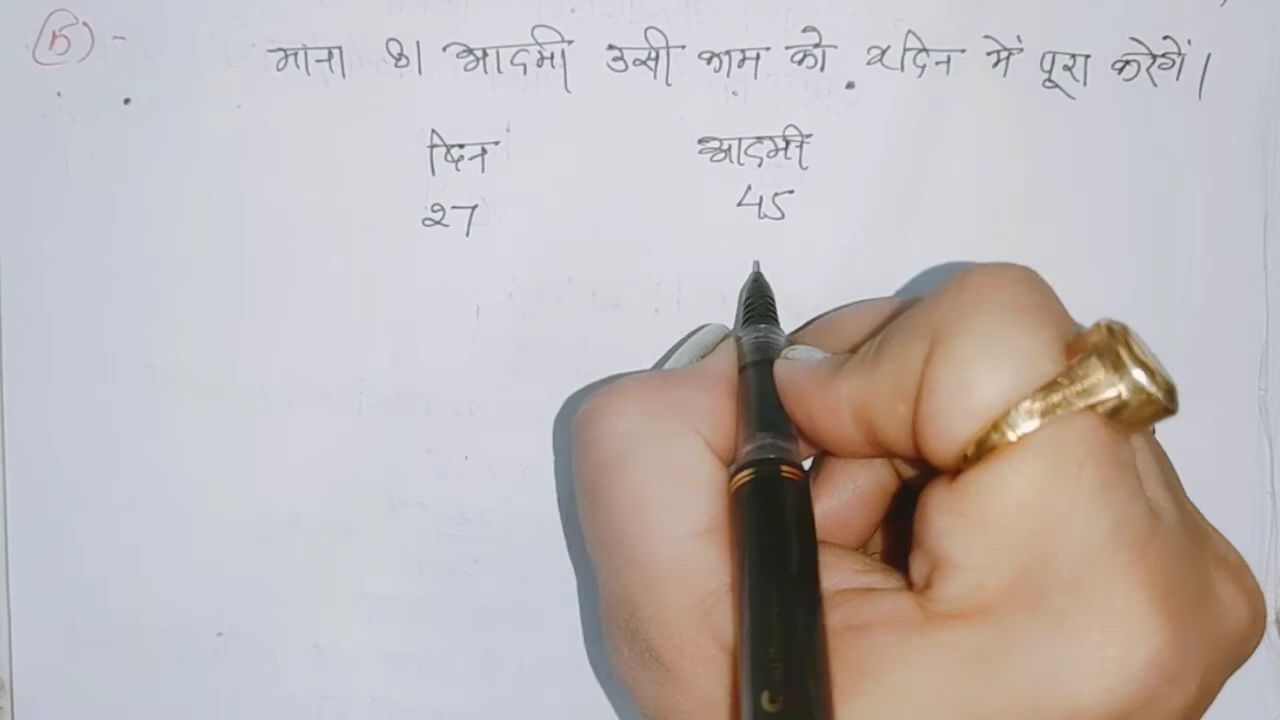 (5) -
माना 81 आदमी उसी काम को x दिन में पूरा करेगें।
दिन आदमी
27 45